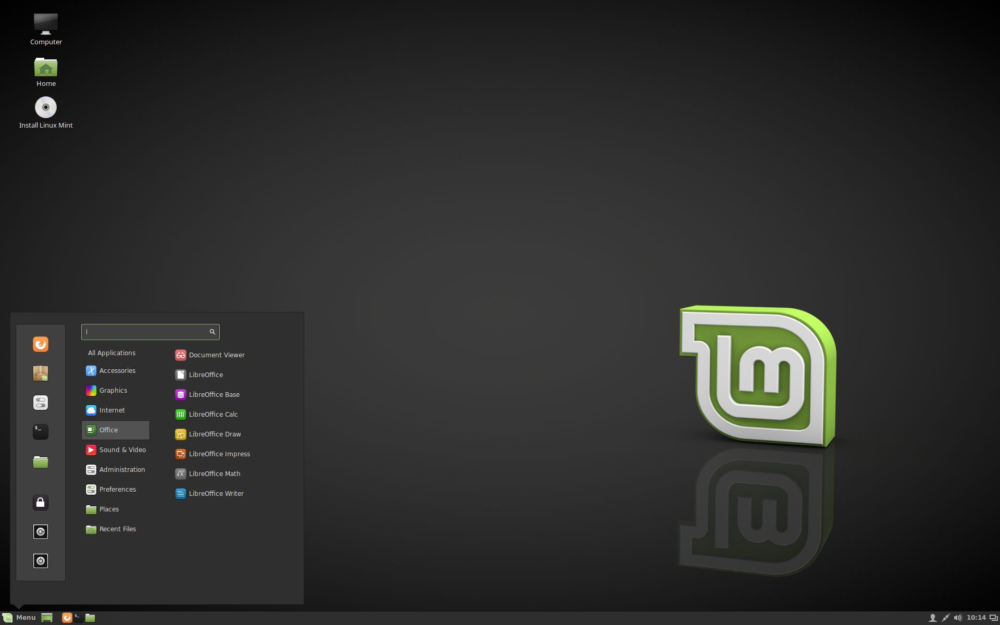 Computer
Home
Install Linux Mint
All Applications
Accessories
Graphics
Internet
Office
Sound & Video
Administration
Preferences
Places
Recent Files
Document Viewer
LibreOffice
LibreOffice Base
LibreOffice Calc
LibreOffice Draw
LibreOffice Impress
LibreOffice Math
LibreOffice Writer
Menu
10:14